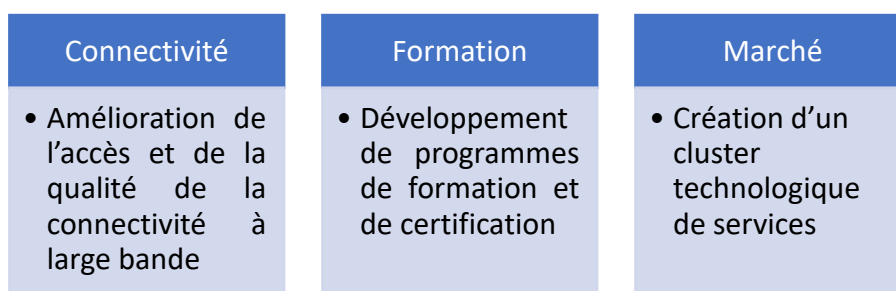 Connectivité
• Amélioration de
l'accès et de la
qualité de la
connectivité à
large bande
Formation
• Développement
de programmes
de formation et
de certification
Marché
• Création d'un
cluster
technologique
de services